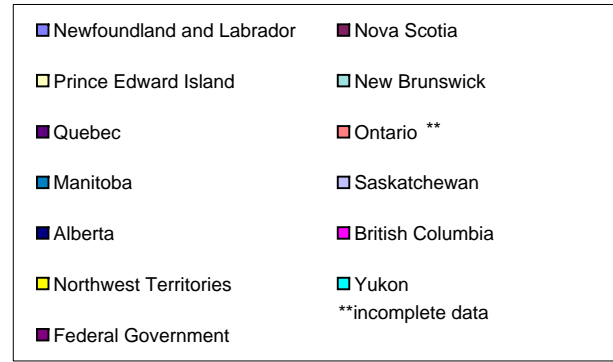 Newfoundland and Labrador
Nova Scotia
Prince Edward Island
New Brunswick
Quebec
Ontario **
Manitoba
Saskatchewan
Alberta
British Columbia
Northwest Territories
Yukon
**incomplete data
Federal Government